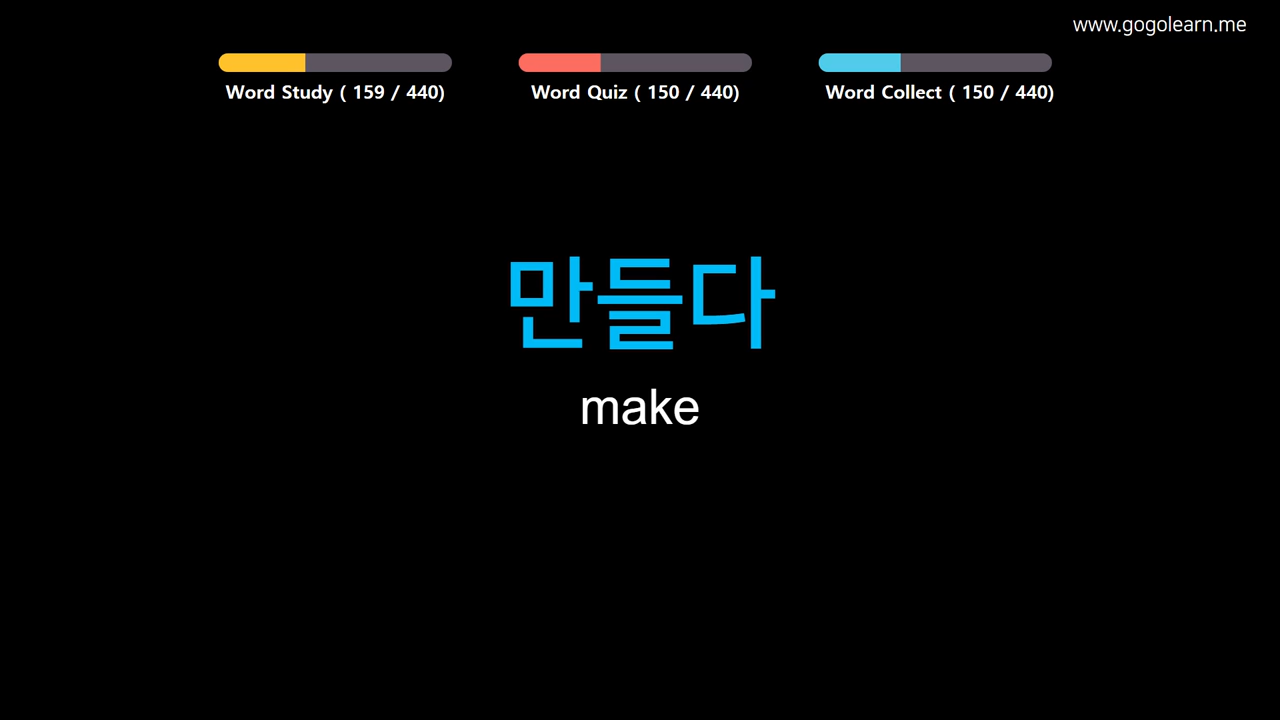 www.gogolearn.me
Word Study ( 159 / 440)
Word Quiz ( 150 / 440)
Word Collect ( 150 / 440)
만들다
make